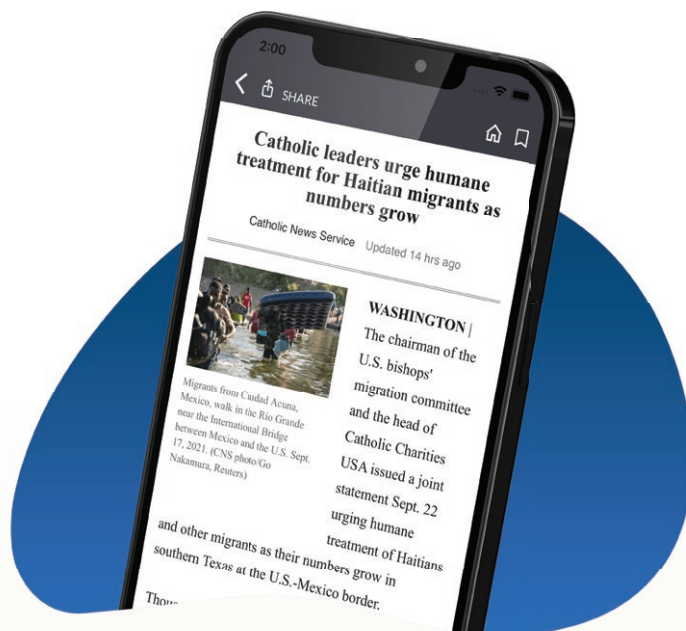 2:00
SHARE
Catholic leaders urge humane
treatment for Haitian migrants as
numbers grow
Catholic News Service Updated 14 hrs ago
Migrants from Ciudad Acuna,
Mexico, walk in the Rio Grande
near the International Bridge
between Mexico and the U.S. Sept.
17, 2021. (CNS photo/Go
Nakamura, Reuters)
WASHINGTON |
The chairman of the
U.S. bishops'
migration committee
and the head of
Catholic Charities
USA issued a joint
statement Sept. 22
urging humane
treatment of Haitians
and other migrants as their numbers grow in
southern Texas at the U.S.-Mexico border.